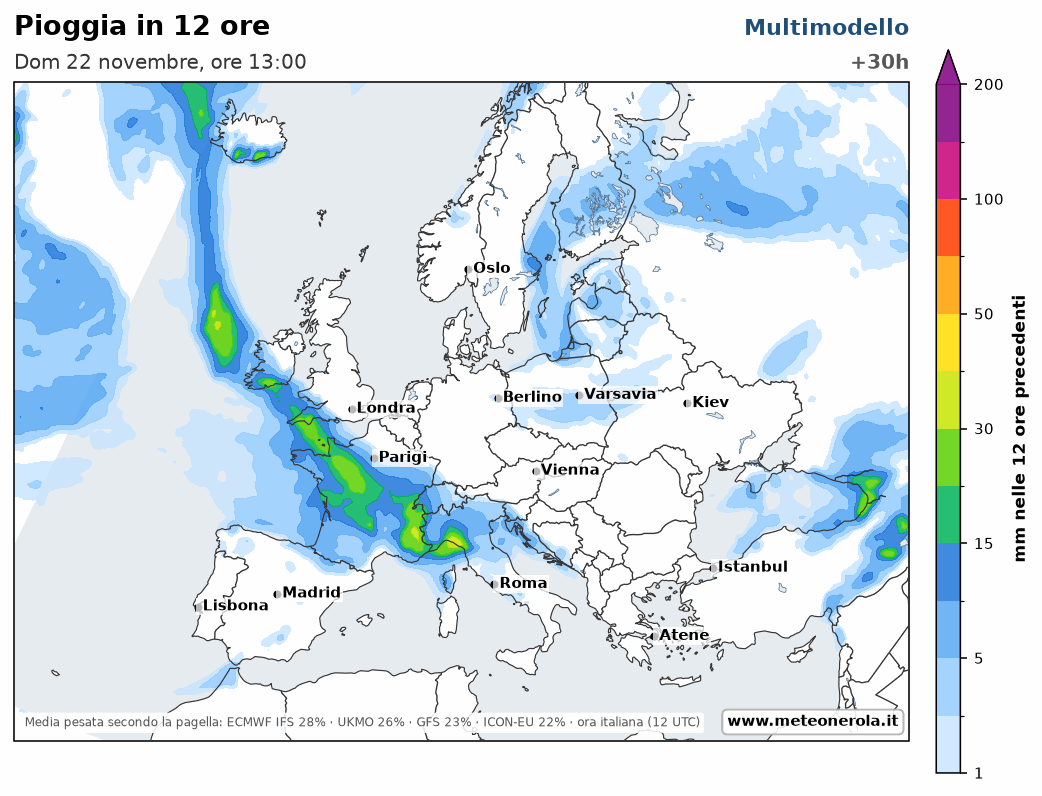 Pioggia in 12 ore
Multimodello
Dom 22 novembre, ore 13:00
+30h
200
100
50
30
15
5
1
mm nelle 12 ore precedenti
Oslo
Londra
Berlino
Varsavia
Kiev
Parigi
Vienna
Istanbul
Roma
Madrid
Lisbona
Atene
Media pesata secondo la pagella: ECMWF IFS 28% · UKMO 26% · GFS 23% · ICON-EU 22% · ora italiana (12 UTC)
www.meteonerola.it